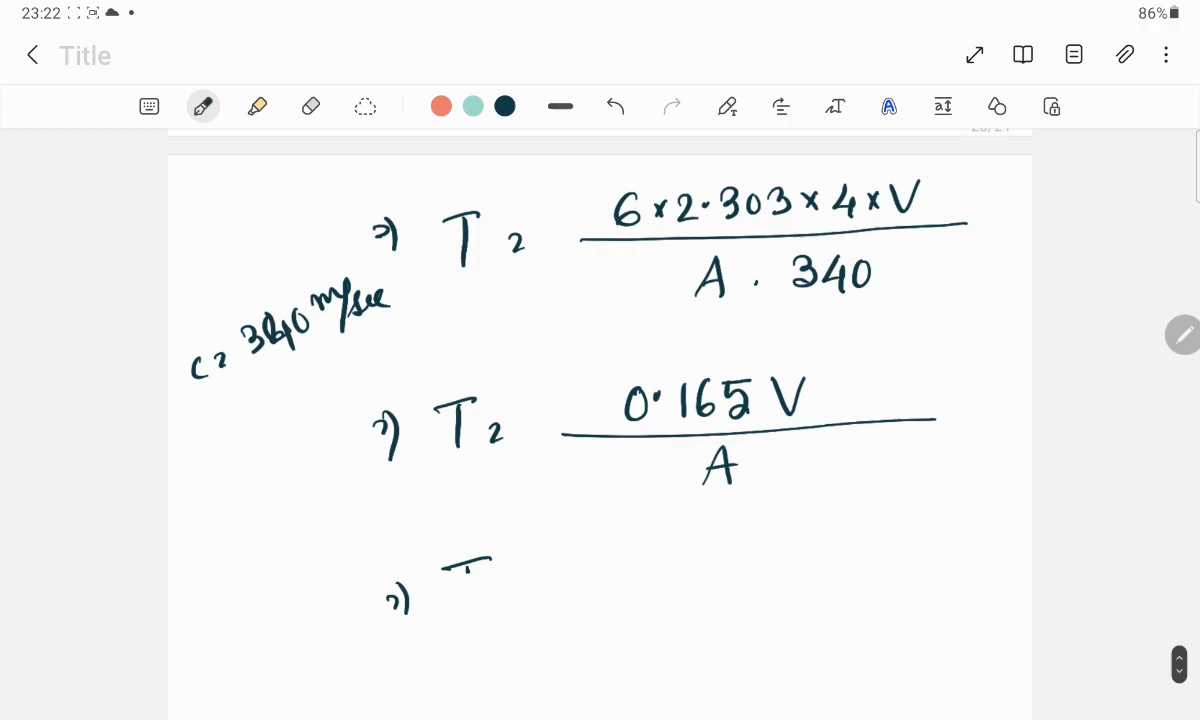 23:22 86%
Title
⇒ T = 6 × 2.303 × 4 × V
A . 340
C = 340 m/sec
⇒ T = 0.165 V
A
⇒ T